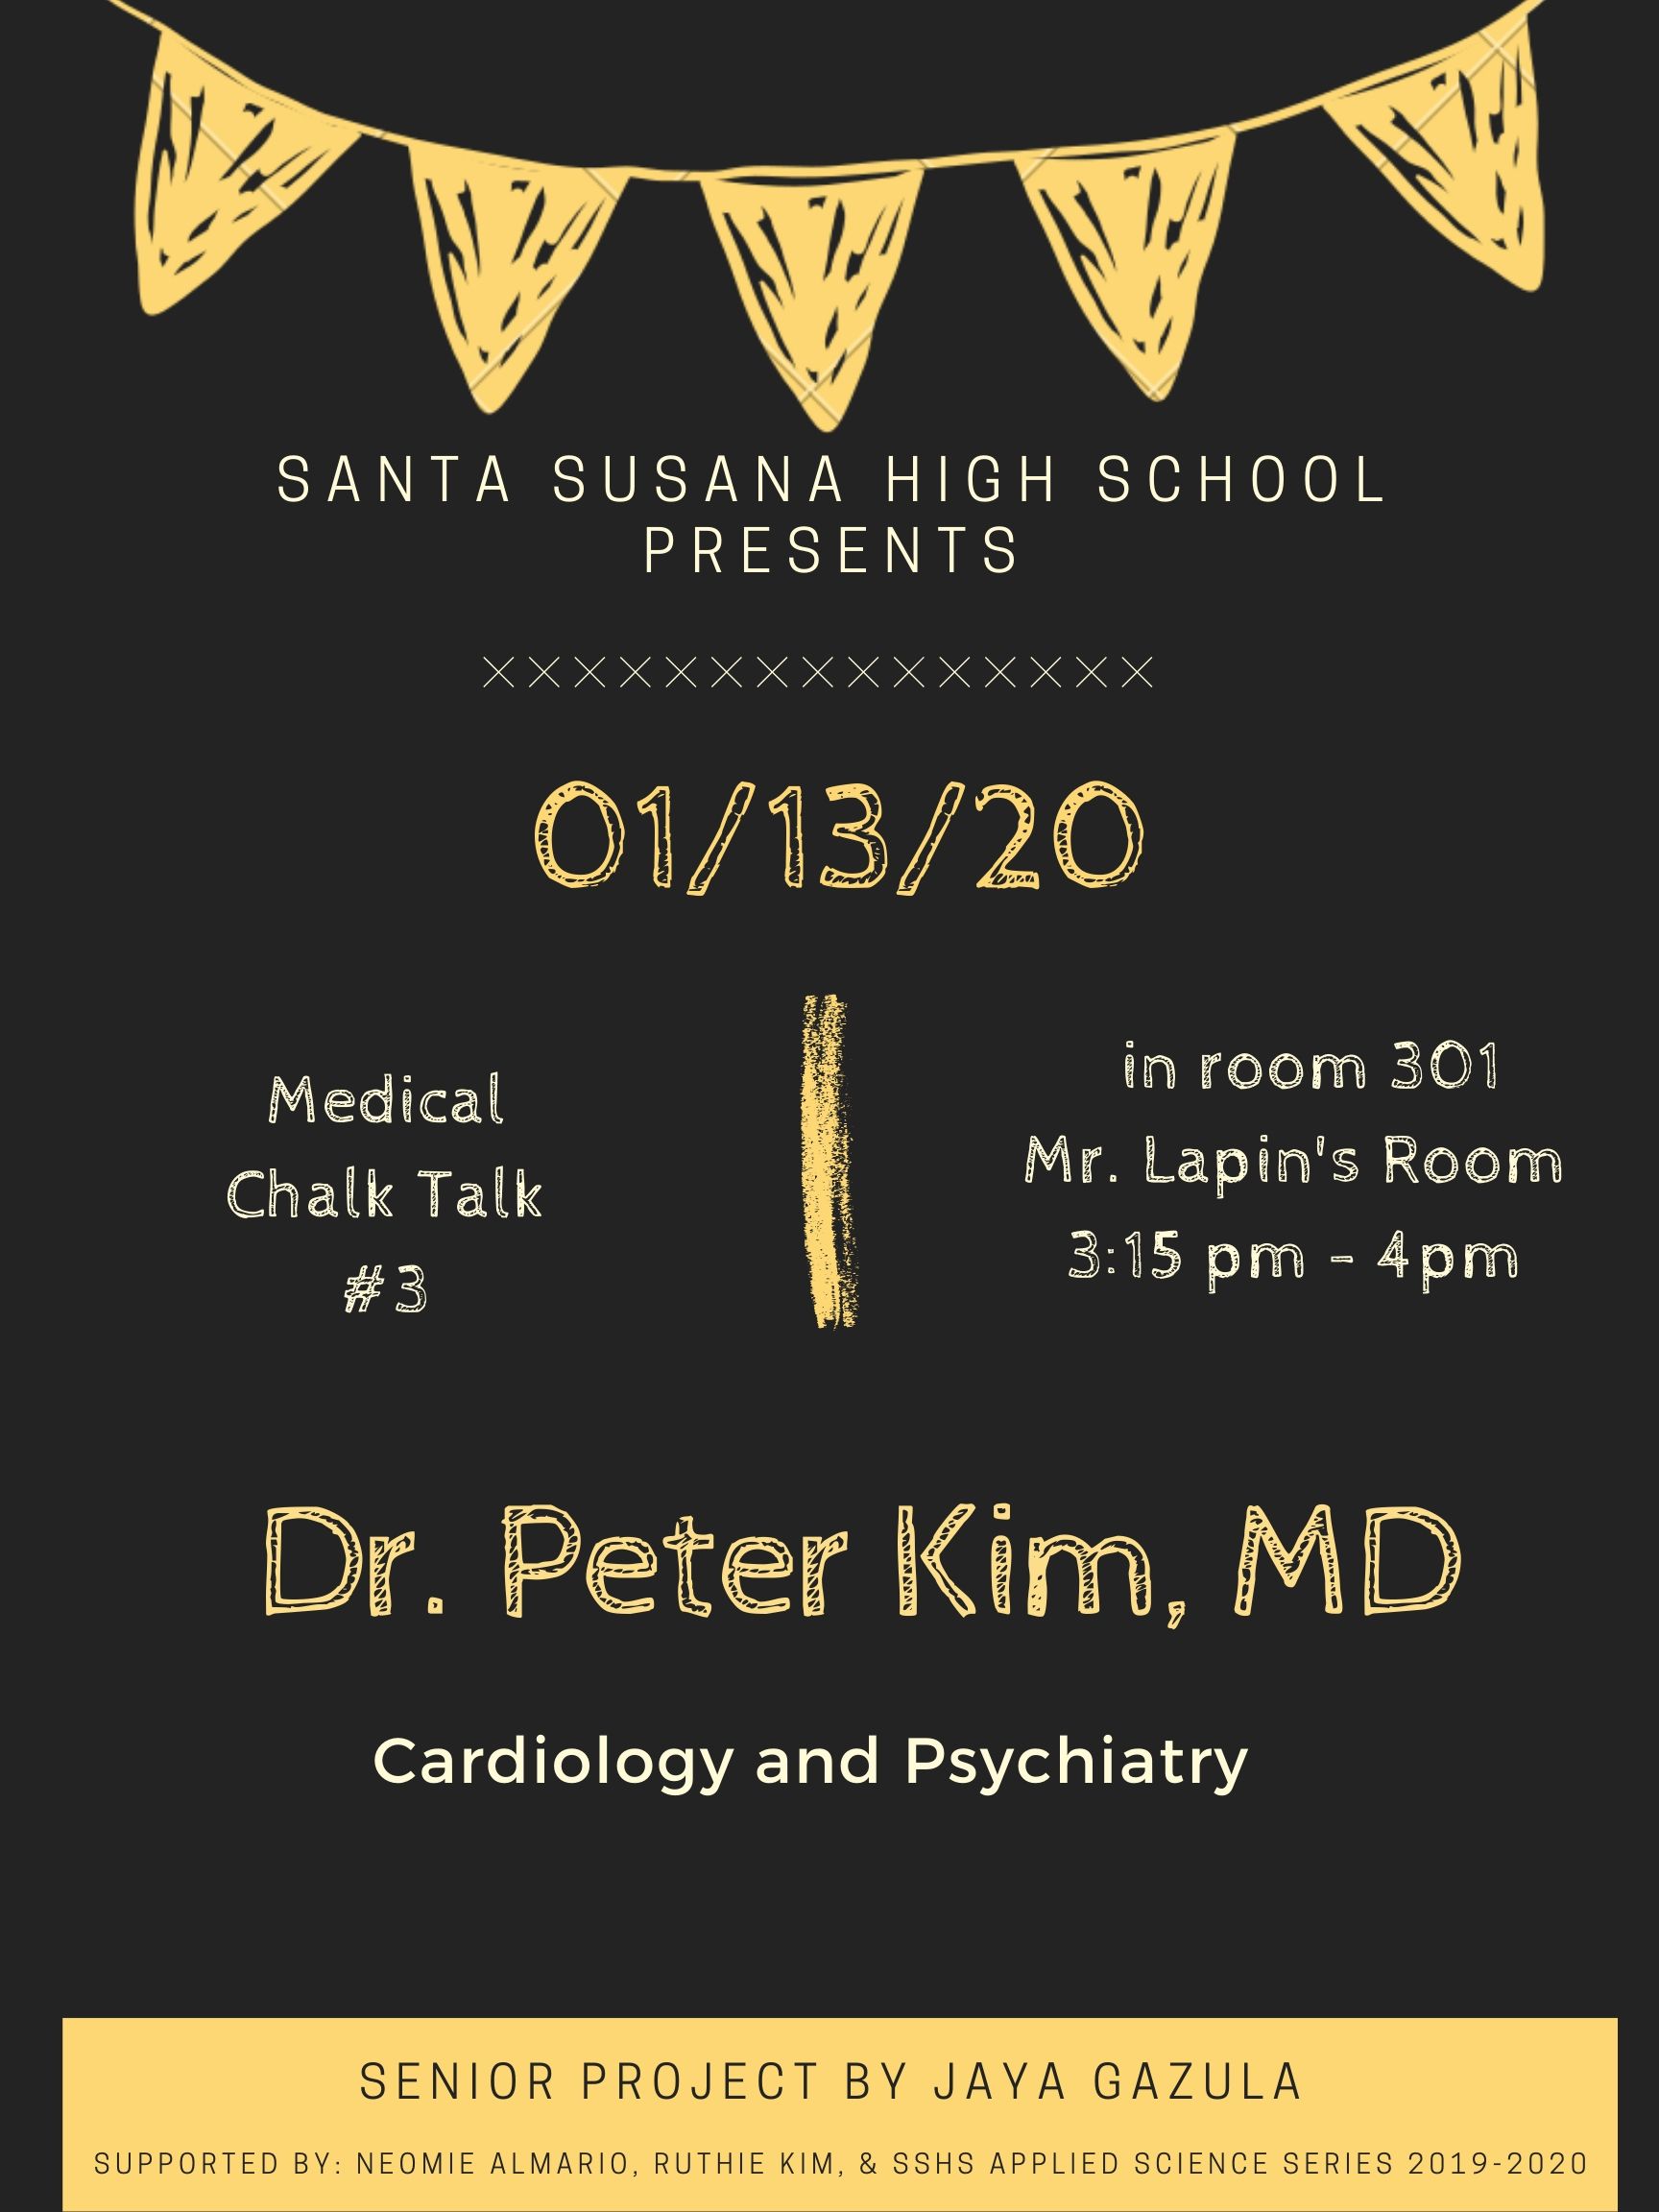 SANTA SUSANA HIGH SCHOOL
PRESENTS
01/13/20
Medical
Chalk Talk
#3
in room 301
Mr. Lapin's Room
3:15 pm - 4pm
Dr. Peter Kim, MD
Cardiology and Psychiatry
SENIOR PROJECT BY JAYA GAZULA
SUPPORTED BY: NEOMIE ALMARIO, RUTHIE KIM, & SSHS APPLIED SCIENCE SERIES 2019-2020